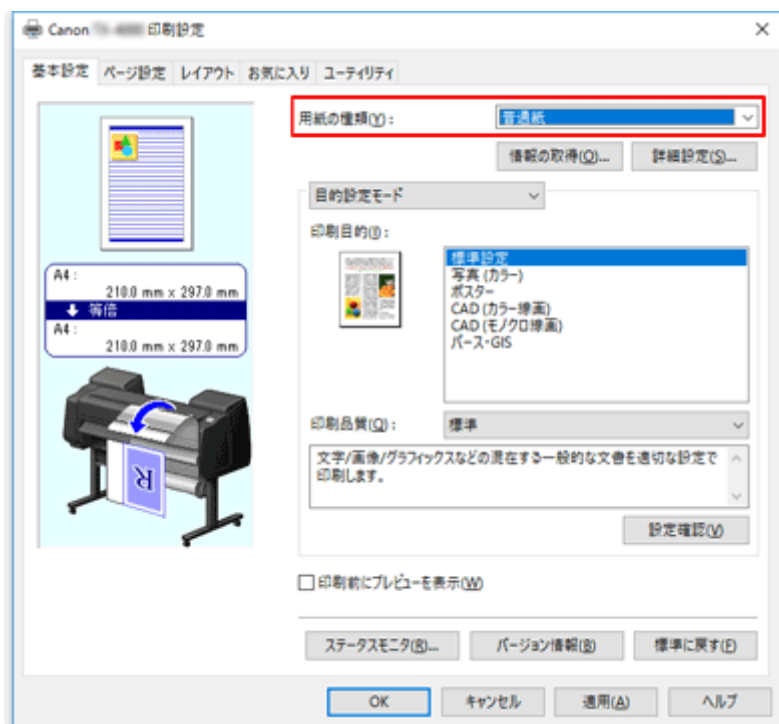 Canon 印刷設定
基本設定 ページ設定 レイアウト お気に入り ユーティリティ
用紙の種類(Y): 普通紙
情報の取得(O)... 詳細設定(S)...
目的設定モード
印刷目的(I):
標準設定
写真 (カラー)
ポスター
CAD (カラー線画)
CAD (モノクロ線画)
パース・GIS
A4 :
210.0 mm x 297.0 mm
等倍
A4 :
210.0 mm x 297.0 mm
R
印刷品質(Q): 標準
文字/画像/グラフィックスなどの混在する一般的な文書を適切な設定で
印刷します。
設定確認(V)
印刷前にプレビューを表示(W)
ステータスモニタ(R)... バージョン情報(B) 標準に戻す(F)
OK キャンセル 適用(A) ヘルプ